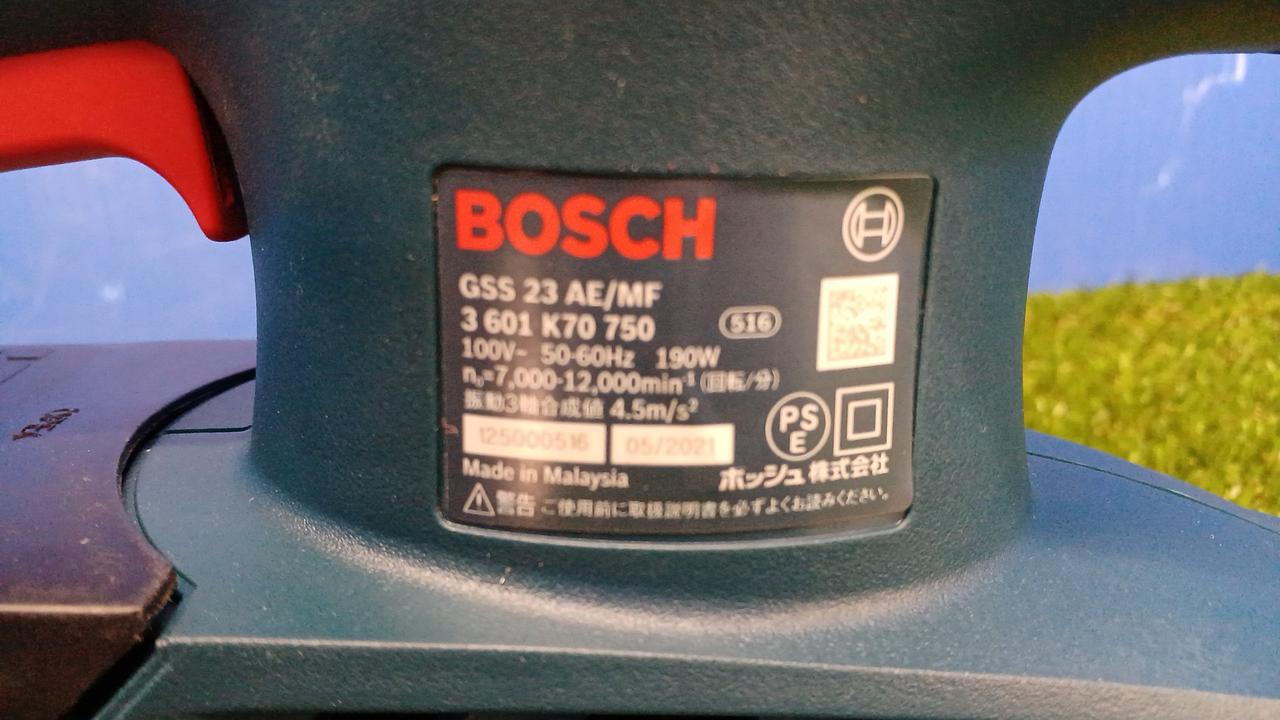 BOSCH
GSS 23 AE/MF
3 601 K70 750
516
100V~ 50-60Hz 190W
n₀=7,000-12,000min⁻¹ (回転/分)
振動3軸合成値 4.5m/s²
125000516 05/2021
PS
E
Made in Malaysia
ボッシュ 株式会社
警告 ご使用前に取扱説明書を必ずよくお読みください。